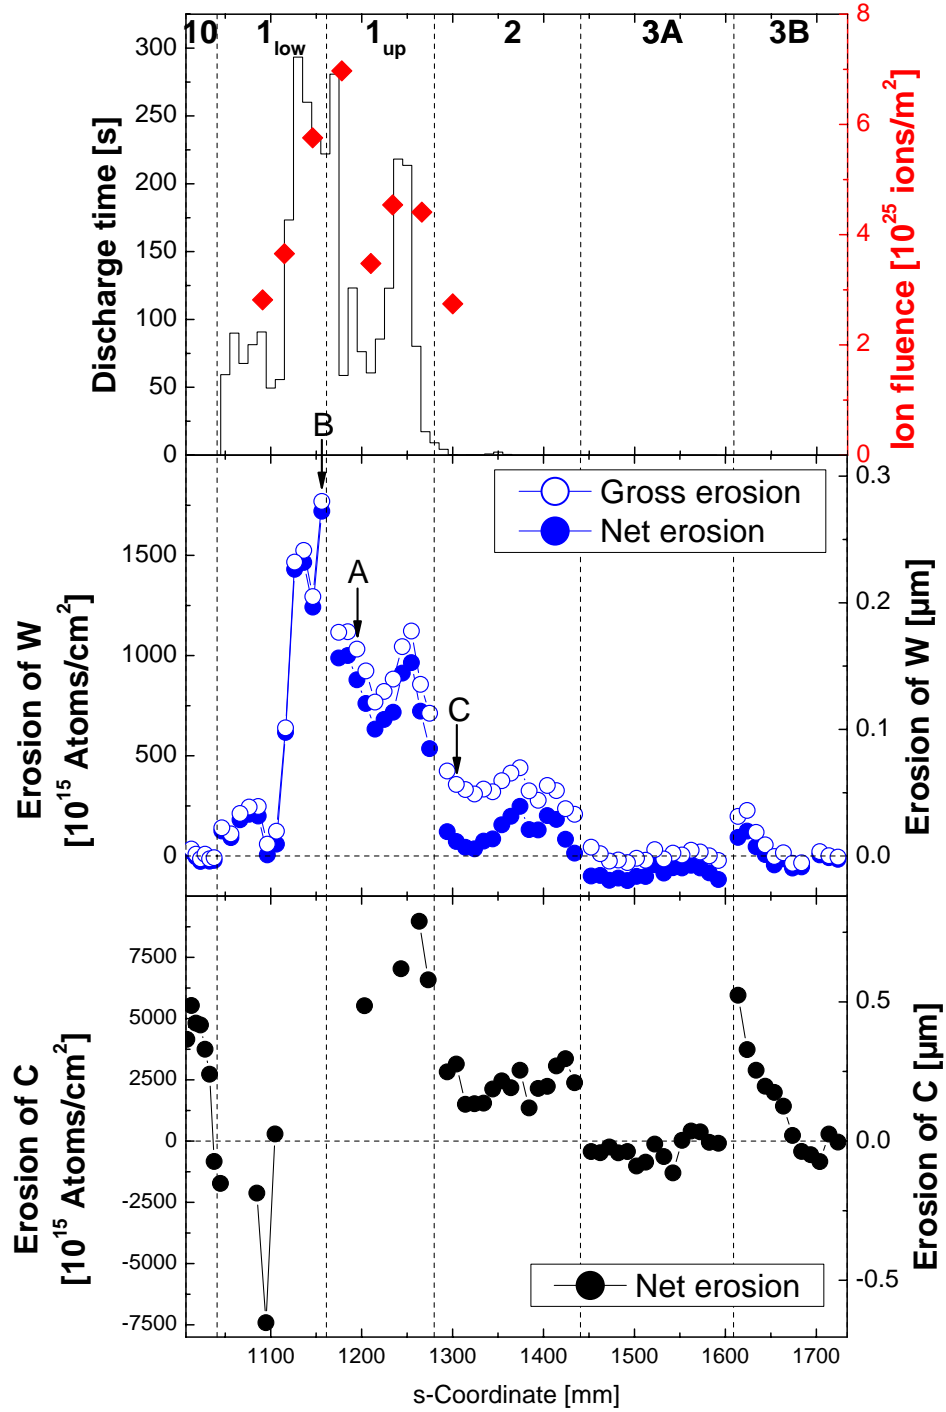 10 1low 1up 2 3A 3B
Discharge time [s]
300
250
200
150
100
50
0
8
6
4
2
0
Ion fluence [10^25 ions/m^2]
B
A
C
Gross erosion
Net erosion
Erosion of W
[10^15 Atoms/cm^2]
1500
1000
500
0
0.3
0.2
0.1
0.0
Erosion of W [µm]
Erosion of C
[10^15 Atoms/cm^2]
7500
5000
2500
0
-2500
-5000
-7500
0.5
0.0
-0.5
Erosion of C [µm]
Net erosion
1100 1200 1300 1400 1500 1600 1700
s-Coordinate [mm]